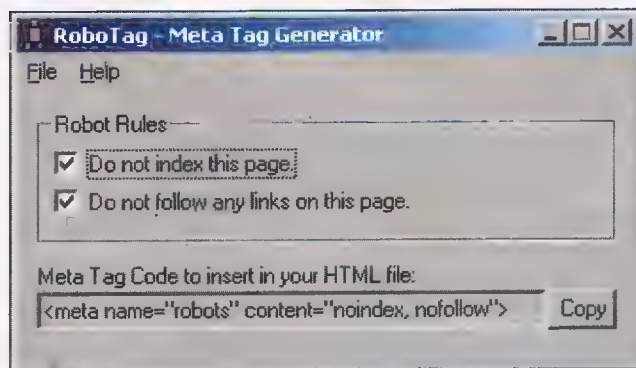 RoboTag - Meta Tag Generator
File Help
Robot Rules
Do not index this page.
Do not follow any links on this page.
Meta Tag Code to insert in your HTML file:
<meta name="robots" content="noindex, nofollow"> Copy